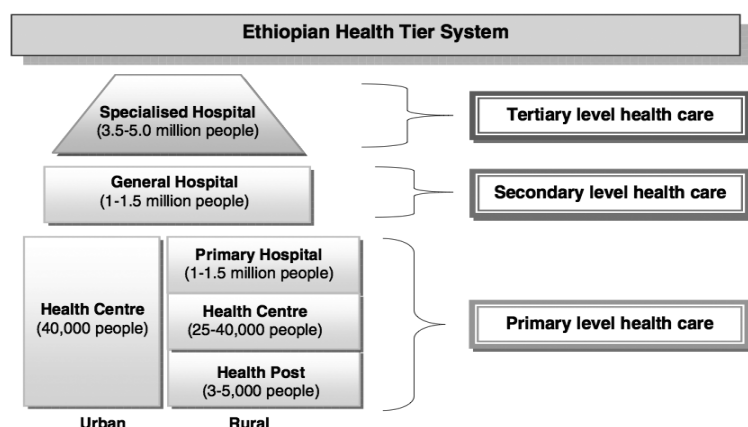 Ethiopian Health Tier System
Specialised Hospital
(3.5-5.0 million people)
Tertiary level health care
General Hospital
(1-1.5 million people)
Secondary level health care
Primary Hospital
(1-1.5 million people)
Health Centre
(40,000 people)
Health Centre
(25-40,000 people)
Primary level health care
Health Post
(3-5,000 people)
Urban
Rural